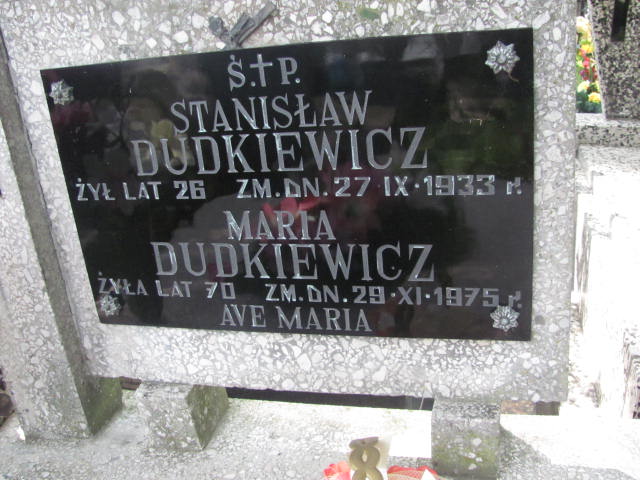 Ś.†P.
STANISŁAW
DUDKIEWICZ
ŻYŁ LAT 26 ZM.DN.27·IX·1933 r.
MARIA
DUDKIEWICZ
ŻYŁA LAT 70 ZM.DN.29·XI·1975 r.
AVE MARIA
8